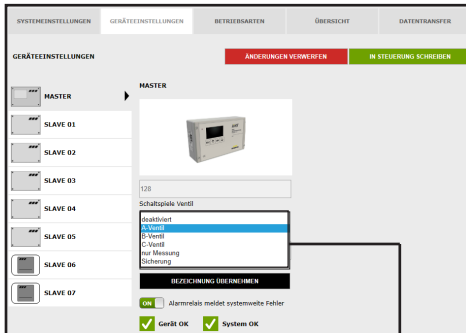 SYSTEMEINSTELLUNGEN GERÄTEEINSTELLUNGEN BETRIEBSARTEN ÜBERSICHT DATENTRANSFER
GERÄTEEINSTELLUNGEN ÄNDERUNGEN VERWERFEN IN STEUERUNG SCHREIBEN
MASTER
MASTER
SLAVE 01
SLAVE 02
SLAVE 03
SLAVE 04
SLAVE 05
SLAVE 06
SLAVE 07
128
Schaltspiele Ventil
deaktiviert
A-Ventil
B-Ventil
C-Ventil
nur Messung
Sicherung
BEZEICHNUNG ÜBERNEHMEN
ON Alarmrelais meldet systemweite Fehler
Gerät OK System OK